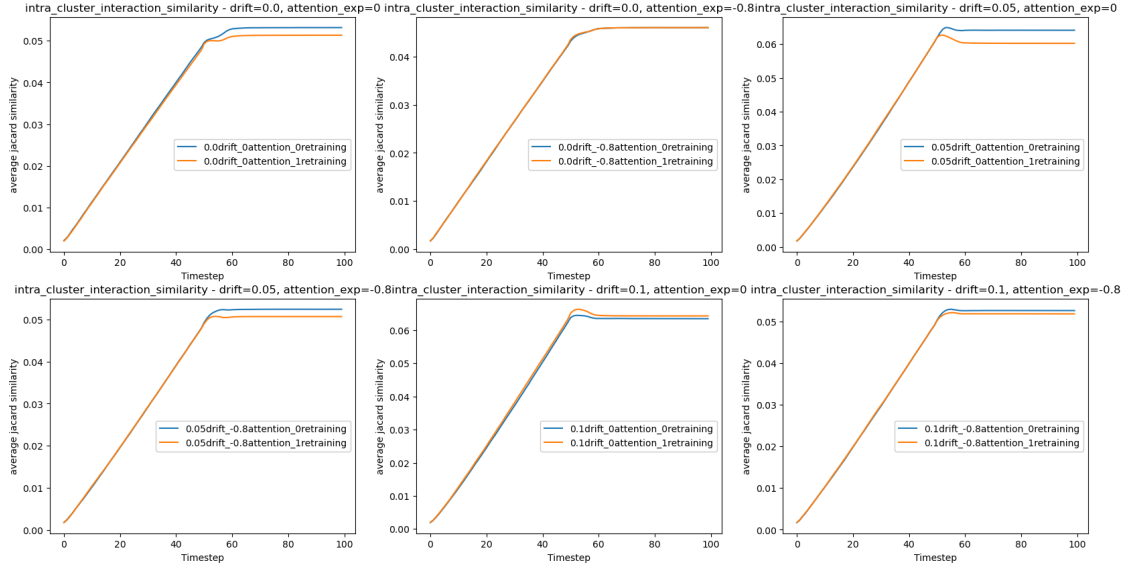 intra_cluster_interaction_similarity - drift=0.0, attention_exp=0
intra_cluster_interaction_similarity - drift=0.0, attention_exp=-0.8
intra_cluster_interaction_similarity - drift=0.05, attention_exp=0
average jacard similarity
0.05
0.04
0.03
0.02
0.01
0.00
0.0drift_0attention_0retraining
0.0drift_0attention_1retraining
0 20 40 60 80 100
Timestep
average jacard similarity
0.04
0.03
0.02
0.01
0.00
0.0drift_-0.8attention_0retraining
0.0drift_-0.8attention_1retraining
0 20 40 60 80 100
Timestep
average jacard similarity
0.06
0.05
0.04
0.03
0.02
0.01
0.00
0.05drift_0attention_0retraining
0.05drift_0attention_1retraining
0 20 40 60 80 100
Timestep
intra_cluster_interaction_similarity - drift=0.05, attention_exp=-0.8
intra_cluster_interaction_similarity - drift=0.1, attention_exp=0
intra_cluster_interaction_similarity - drift=0.1, attention_exp=-0.8
average jacard similarity
0.05
0.04
0.03
0.02
0.01
0.00
0.05drift_-0.8attention_0retraining
0.05drift_-0.8attention_1retraining
0 20 40 60 80 100
Timestep
average jacard similarity
0.06
0.05
0.04
0.03
0.02
0.01
0.00
0.1drift_0attention_0retraining
0.1drift_0attention_1retraining
0 20 40 60 80 100
Timestep
average jacard similarity
0.05
0.04
0.03
0.02
0.01
0.00
0.1drift_-0.8attention_0retraining
0.1drift_-0.8attention_1retraining
0 20 40 60 80 100
Timestep